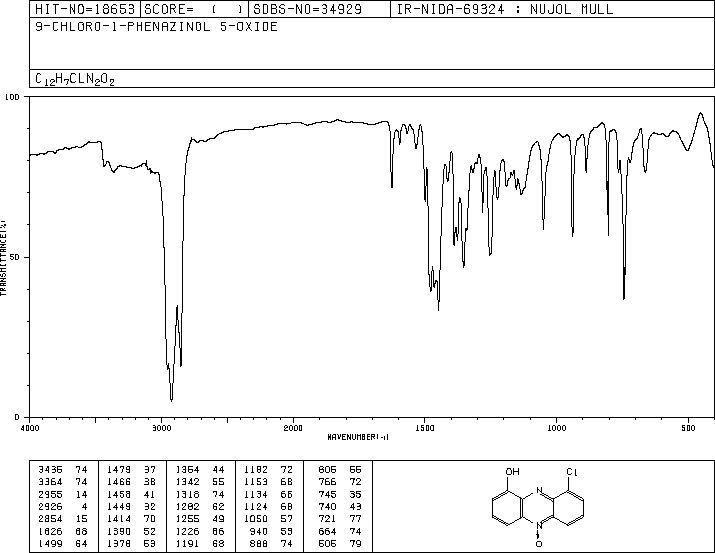 HIT-NO=18653 SCORE= ( ) SDBS-NO=34929 IR-NIDA-69324 : NUJOL MULL
9-CHLORO-1-PHENAZINOL 5-OXIDE
C12H7CLN2O2
100
50
0
TRANSMITTANCE(%)
4000 3000 2000 1500 1000 500
WAVENUMBER(-1)
3435 74 1479 37 1354 44 1182 72 806 55
3364 74 1466 38 1342 55 1153 68 766 72
2955 14 1458 41 1318 74 1134 66 745 35
2926 4 1449 32 1282 62 1124 68 740 43
2854 15 1414 70 1255 49 1050 57 721 77
1626 68 1390 52 1226 66 940 59 664 74
1499 64 1378 53 1191 68 888 74 505 79
OH Cl
N
N
O